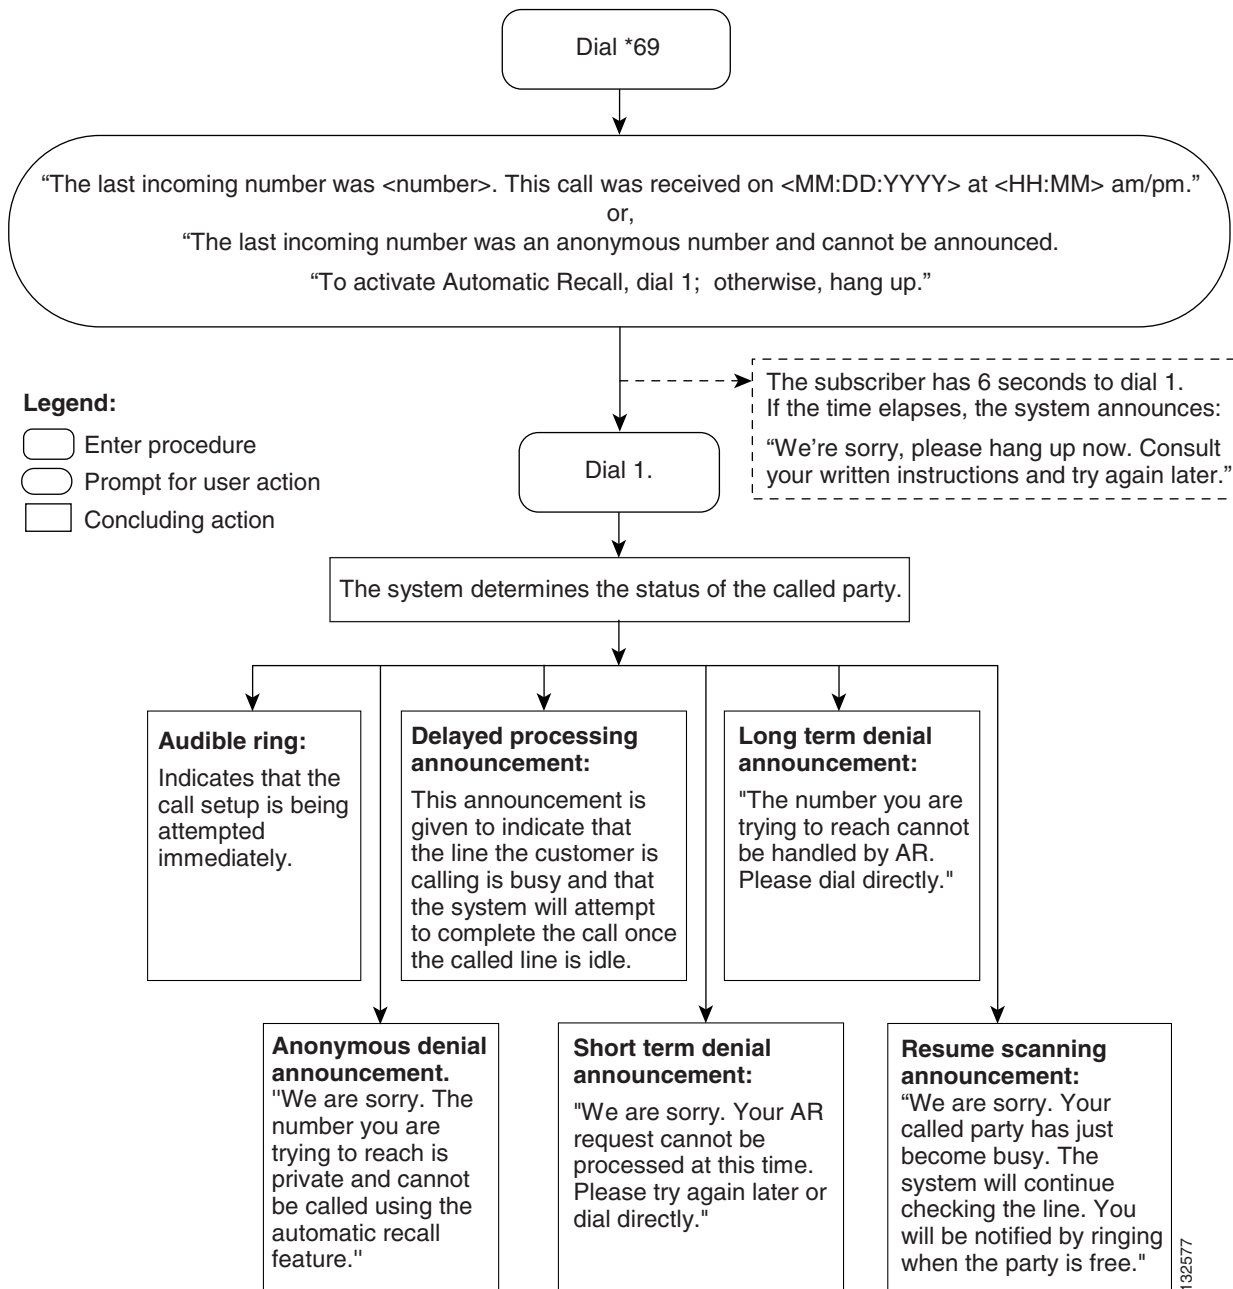 Dial *69
“The last incoming number was <number>. This call was received on <MM:DD:YYYY> at <HH:MM> am/pm.”
or,
“The last incoming number was an anonymous number and cannot be announced.
“To activate Automatic Recall, dial 1; otherwise, hang up.”
The subscriber has 6 seconds to dial 1.
If the time elapses, the system announces:
“We’re sorry, please hang up now. Consult
your written instructions and try again later.”
Legend:
Enter procedure
Prompt for user action
Concluding action
Dial 1.
The system determines the status of the called party.
Audible ring:
Indicates that the
call setup is being
attempted
immediately.
Delayed processing
announcement:
This announcement is
given to indicate that
the line the customer is
calling is busy and that
the system will attempt
to complete the call once
the called line is idle.
Long term denial
announcement:
"The number you are
trying to reach cannot
be handled by AR.
Please dial directly."
Anonymous denial
announcement.
"We are sorry. The
number you are
trying to reach is
private and cannot
be called using the
automatic recall
feature."
Short term denial
announcement:
"We are sorry. Your AR
request cannot be
processed at this time.
Please try again later or
dial directly."
Resume scanning
announcement:
“We are sorry. Your
called party has just
become busy. The
system will continue
checking the line. You
will be notified by ringing
when the party is free."
132577